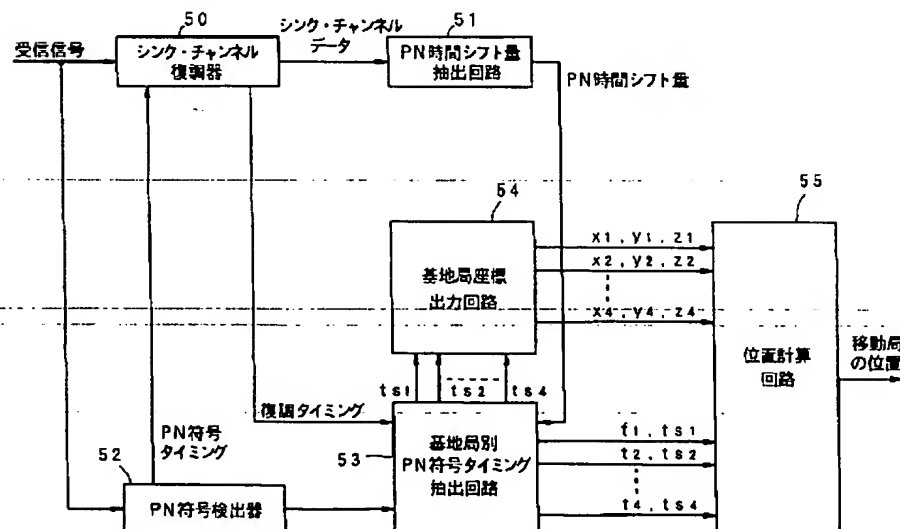 50
シンク・チャンネル
データ
51
受信信号
シンク・チャンネル
復調器
PN時間シフト量
抽出回路
PN時間シフト量
54
55
x1, y1, z1
x2, y2, z2
基地局座標
出力回路
x4, y4, z4
位置計算
回路
移動局
の位置
ts1
ts2
ts4
復調タイミング
PN符号
タイミング
t1, ts1
52
53
基地局別
PN符号タイミング
抽出回路
t2, ts2
PN符号検出器
t4, ts4